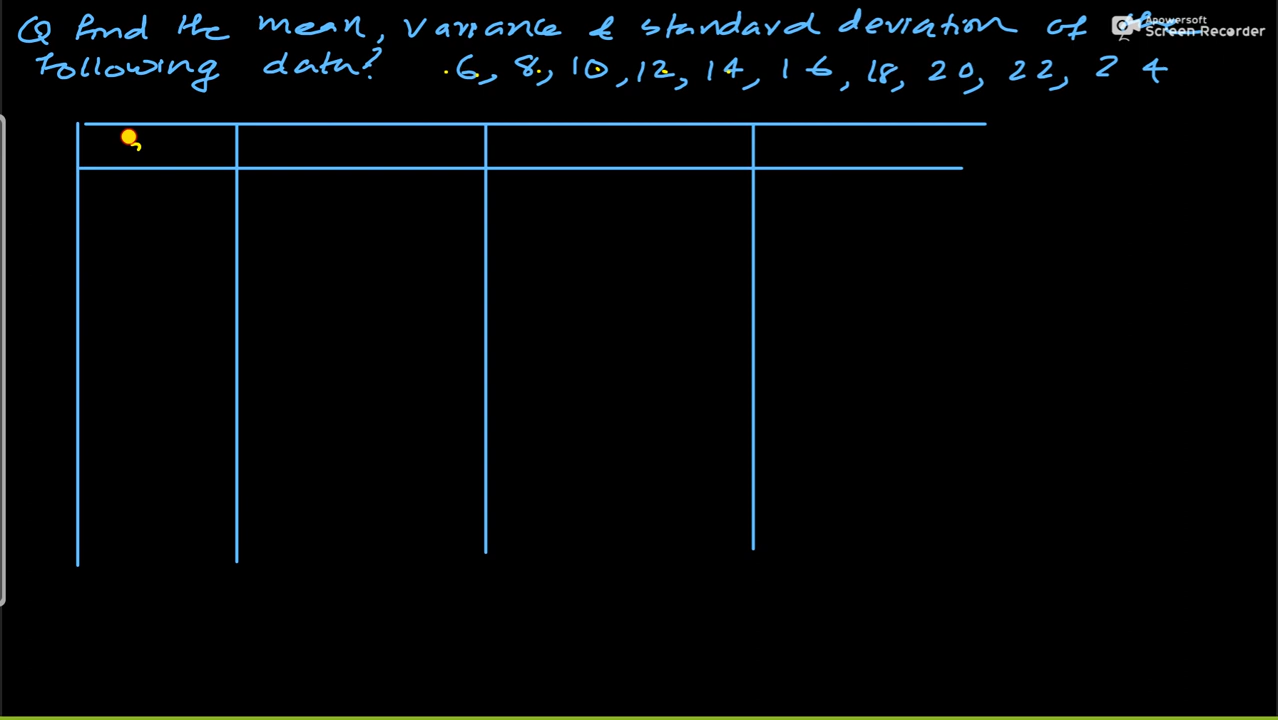 Q find the mean, variance & standard deviation of the
following data? 6, 8, 10, 12, 14, 16, 18, 20, 22, 24
Apowersoft
Screen Recorder